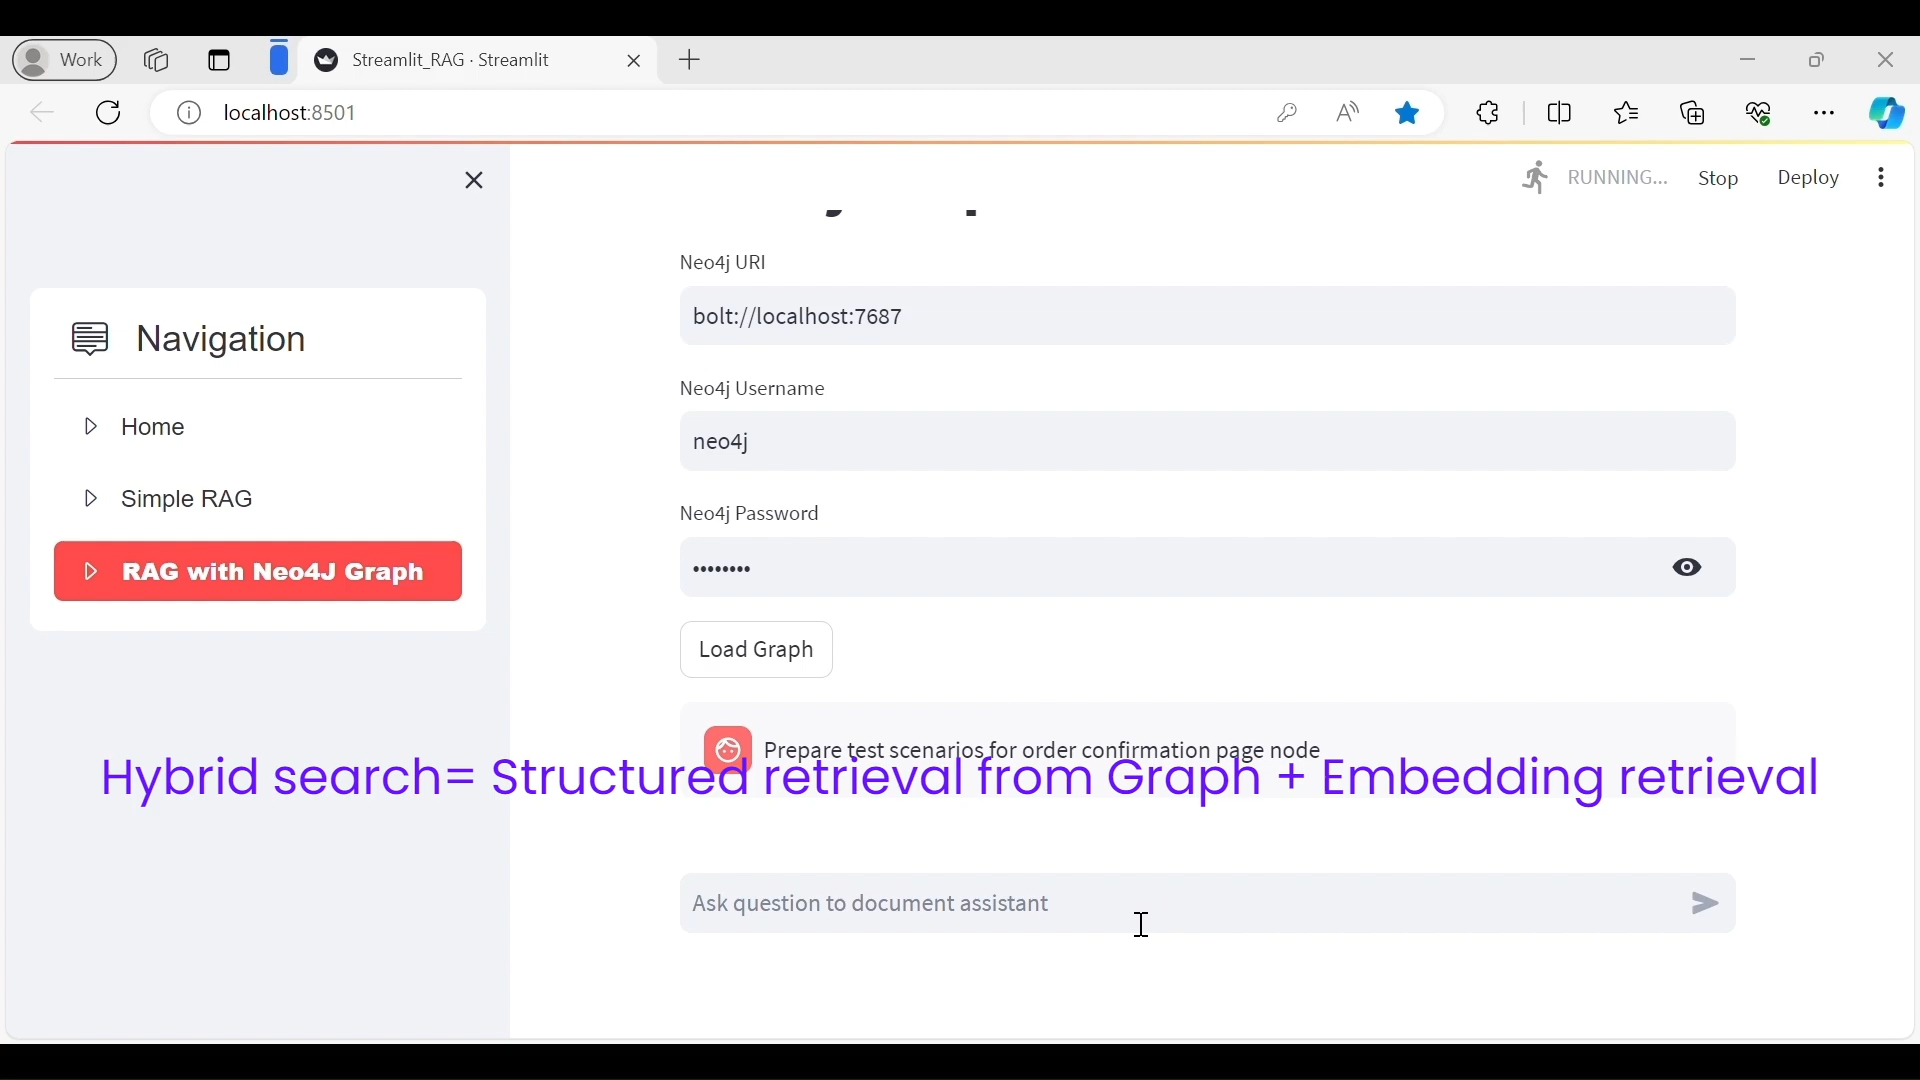 Work
Streamlit_RAG · Streamlit
localhost:8501
RUNNING...
Stop
Deploy
Navigation
Home
Simple RAG
RAG with Neo4J Graph
Neo4j URI
bolt://localhost:7687
Neo4j Username
neo4j
Neo4j Password
••••••••
Load Graph
Prepare test scenarios for order confirmation page node
Hybrid search= Structured retrieval from Graph + Embedding retrieval
Ask question to document assistant